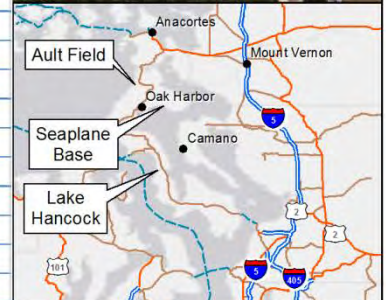 Anacortes
Ault Field
Mount Vernon
Oak Harbor
5
Seaplane
Base
Camano
Lake
Hancock
2
2
101
5
405